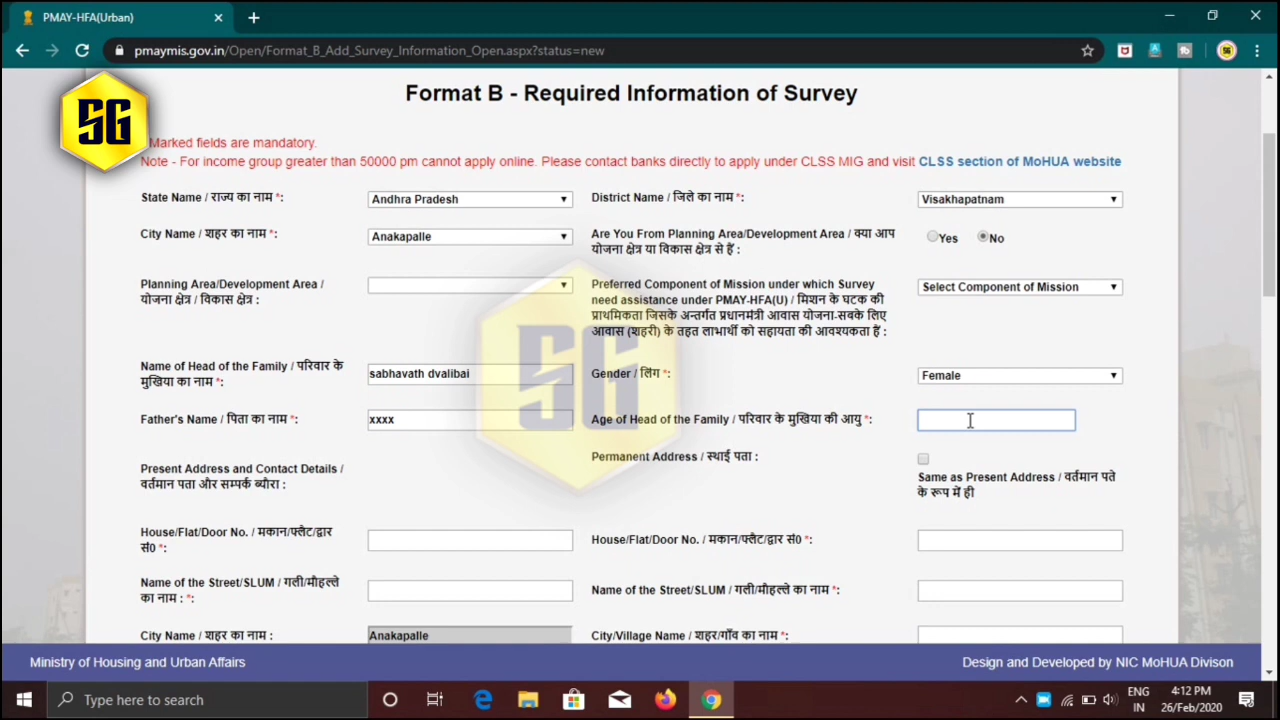 PMAY-HFA(Urban)
pmaymis.gov.in/Open/Format_B_Add_Survey_Information_Open.aspx?status=new
SG
Format B - Required Information of Survey
Marked fields are mandatory.
Note - For income group greater than 50000 pm cannot apply online. Please contact banks directly to apply under CLSS MIG and visit CLSS section of MoHUA website
State Name / राज्य का नाम *:
Andhra Pradesh
District Name / जिले का नाम *:
Visakhapatnam
City Name / शहर का नाम *:
Anakapalle
Are You From Planning Area/Development Area / क्या आप
योजना क्षेत्र या विकास क्षेत्र से हैं :
Yes No
Planning Area/Development Area /
योजना क्षेत्र / विकास क्षेत्र :
Preferred Component of Mission under which Survey
need assistance under PMAY-HFA(U) / मिशन के घटक की
प्राथमिकता जिसके अन्तर्गत प्रधानमंत्री आवास योजना-सबके लिए
आवास (शहरी) के तहत लाभार्थी को सहायता की आवश्यकता हैं :
Select Component of Mission
SG
Name of Head of the Family / परिवार के
मुखिया का नाम *:
sabhavath dvalibai
Gender / लिंग *:
Female
Father's Name / पिता का नाम *:
xxxx
Age of Head of the Family / परिवार के मुखिया की आयु *:
Present Address and Contact Details /
वर्तमान पता और सम्पर्क ब्यौरा :
Permanent Address / स्थाई पता :
Same as Present Address / वर्तमान पते
के रूप में ही
House/Flat/Door No. / मकान/फ्लैट/द्वार
सं0 *:
House/Flat/Door No. / मकान/फ्लैट/द्वार सं0 *:
Name of the Street/SLUM / गली/मौहल्ले
का नाम : *:
Name of the Street/SLUM / गली/मौहल्ले का नाम *:
City Name / शहर का नाम :
Anakapalle
City/Village Name / शहर/गाँव का नाम *:
Ministry of Housing and Urban Affairs
Design and Developed by NIC MoHUA Divison
Type here to search
ENG
IN
4:12 PM
26/Feb/2020